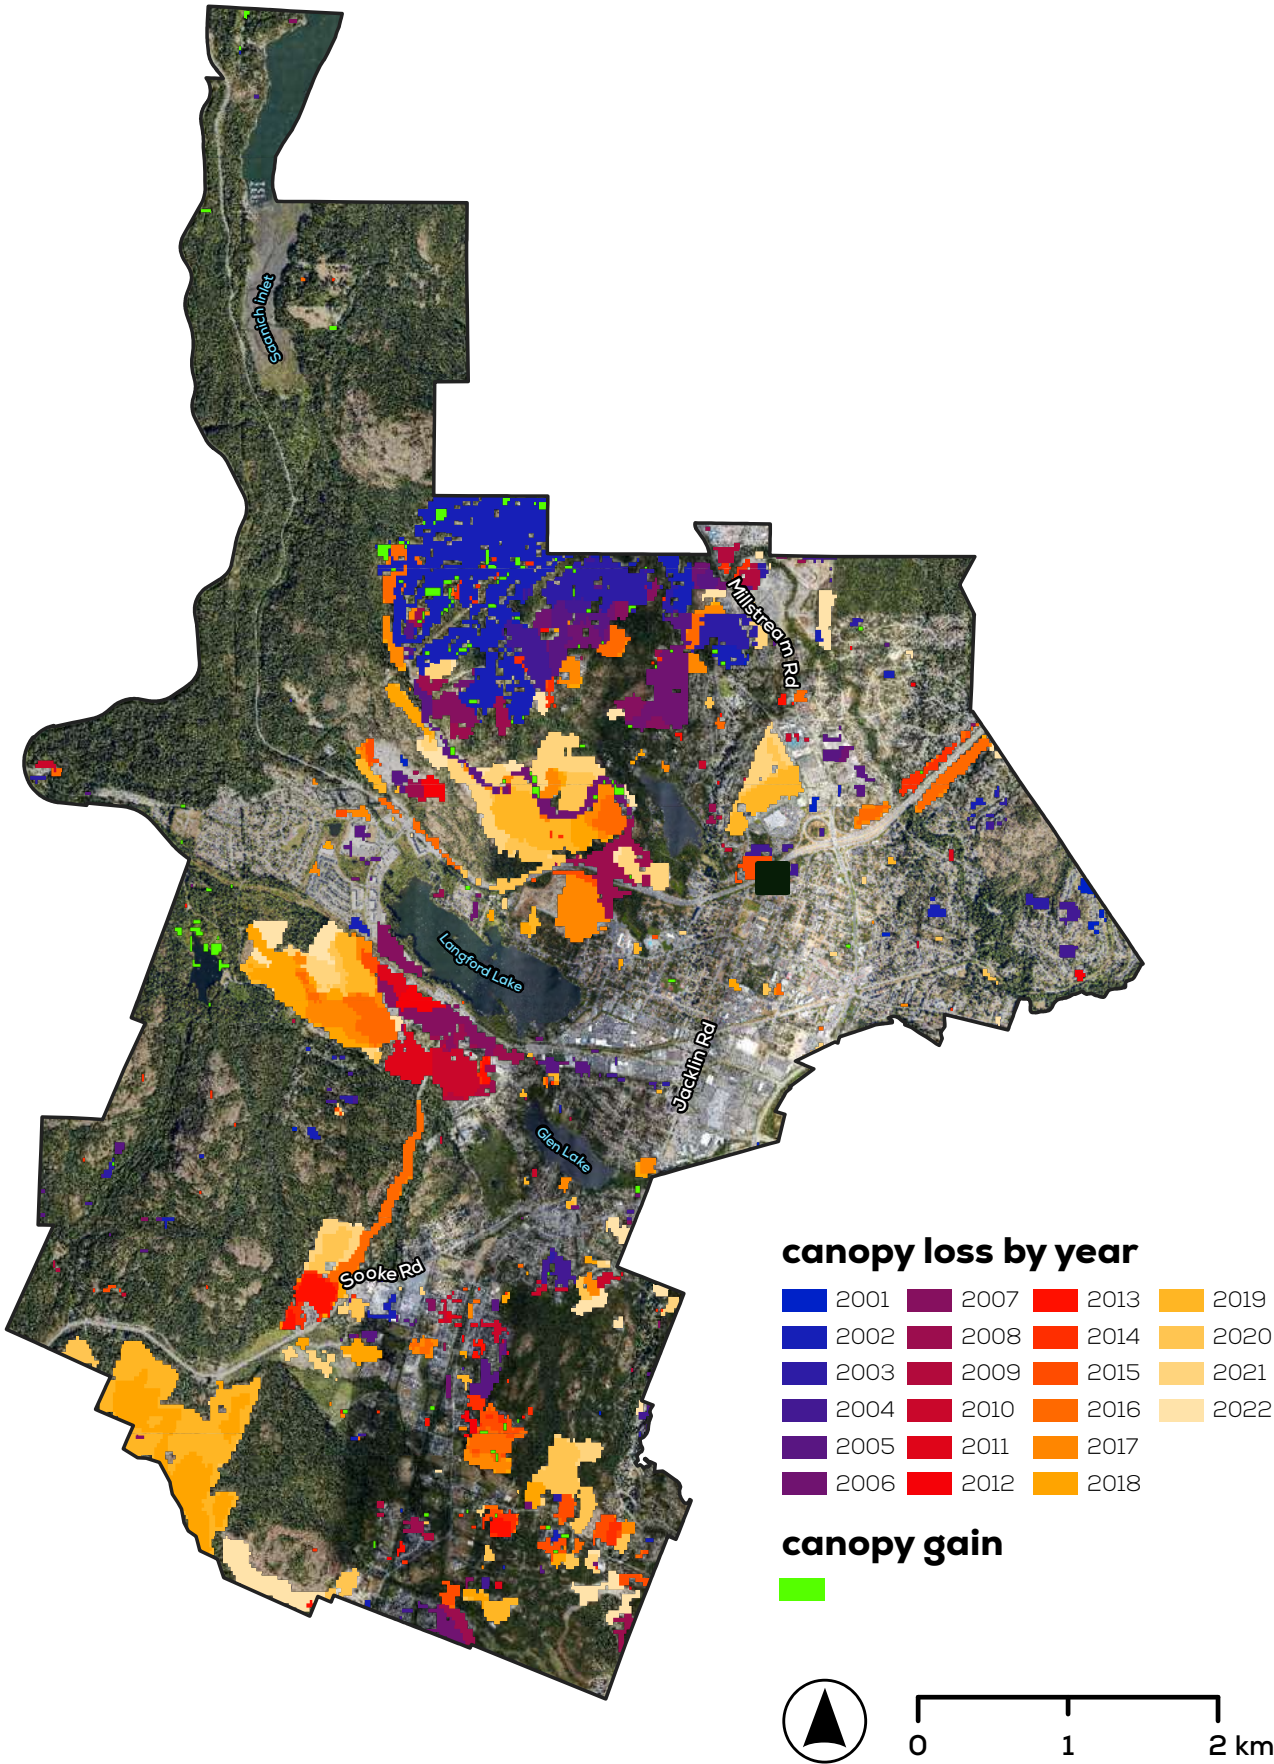 Saanich inlet
Millstream Rd
Langford Lake
Jacklin Rd
Glen Lake
Sooke Rd
canopy loss by year
2001 2007 2013 2019
2002 2008 2014 2020
2003 2009 2015 2021
2004 2010 2016 2022
2005 2011 2017
2006 2012 2018
canopy gain
0 1 2 km